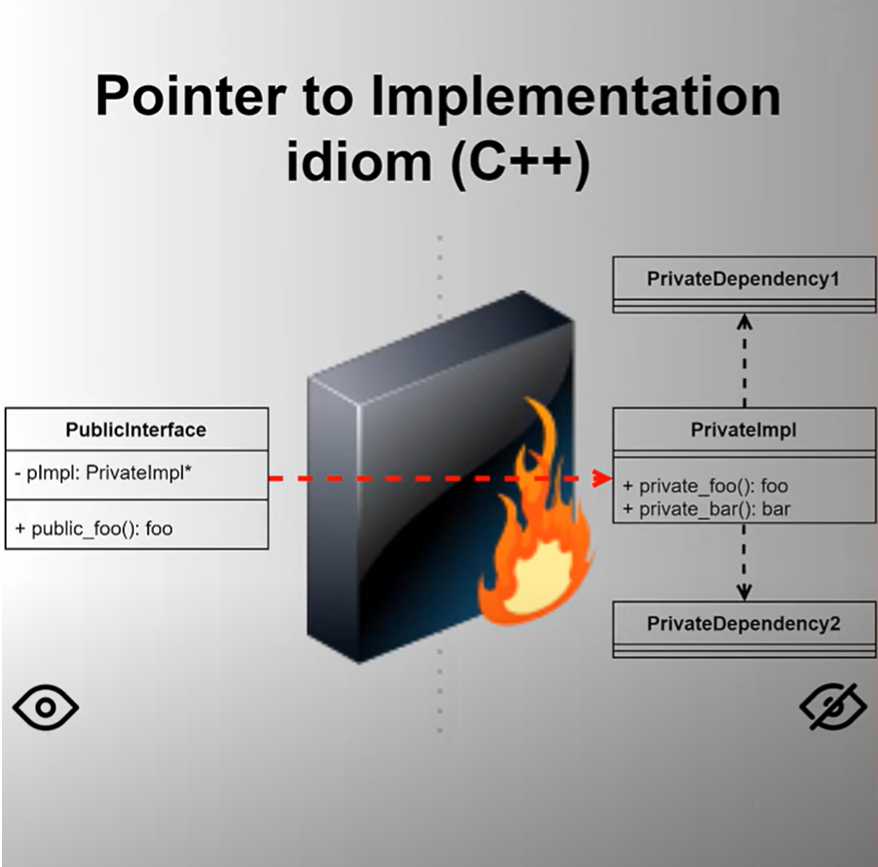 Pointer to Implementation
idiom (C++)
PublicInterface
- pImpl: PrivateImpl*
+ public_foo(): foo
PrivateDependency1
PrivateImpl
+ private_foo(): foo
+ private_bar(): bar
PrivateDependency2